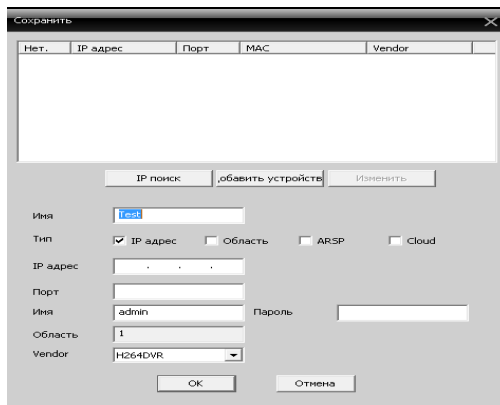 Сохранить
Нет. IP адрес Порт MAC Vendor
IP поиск ,обавить устройств Изменить
Имя Test
Тип IP адрес Область ARSP Cloud
IP адрес . . .
Порт
Имя admin Пароль
Область 1
Vendor H264DVR
OK Отмена